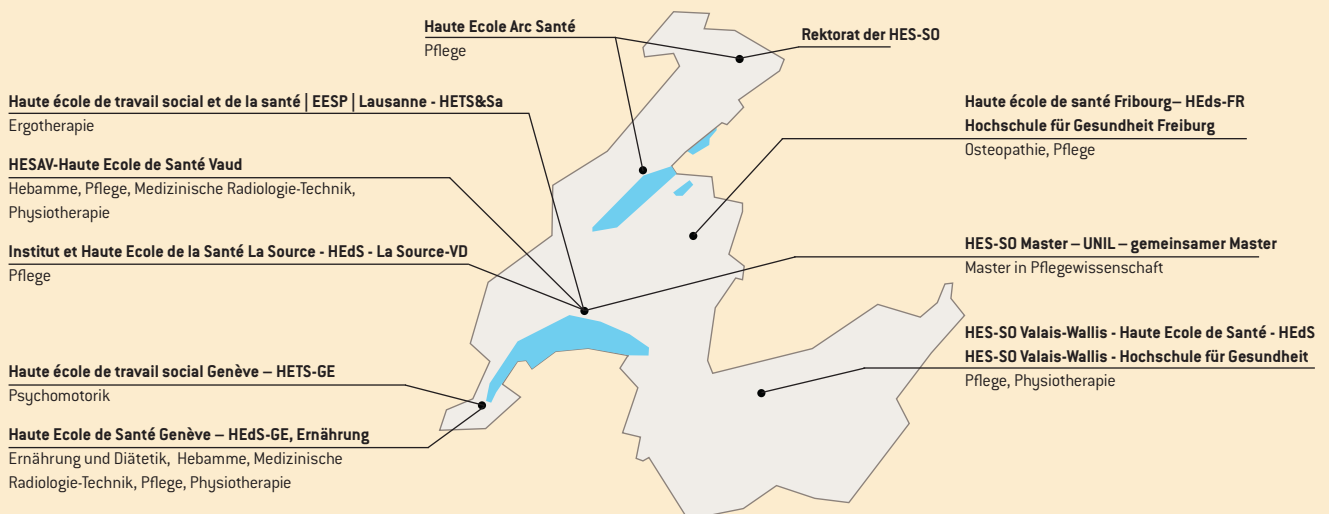 Haute Ecole Arc Santé
Pflege
Rektorat der HES-SO
Haute école de travail social et de la santé | EESP | Lausanne - HETS&Sa
Ergotherapie
HESAV-Haute Ecole de Santé Vaud
Hebamme, Pflege, Medizinische Radiologie-Technik,
Physiotherapie
Institut et Haute Ecole de la Santé La Source - HEdS - La Source-VD
Pflege
Haute école de travail social Genève – HETS-GE
Psychomotorik
Haute Ecole de Santé Genève – HEdS-GE, Ernährung
Ernährung und Diätetik, Hebamme, Medizinische
Radiologie-Technik, Pflege, Physiotherapie
Haute école de santé Fribourg– HEds-FR
Hochschule für Gesundheit Freiburg
Osteopathie, Pflege
HES-SO Master – UNIL – gemeinsamer Master
Master in Pflegewissenschaft
HES-SO Valais-Wallis - Haute Ecole de Santé - HEdS
HES-SO Valais-Wallis - Hochschule für Gesundheit
Pflege, Physiotherapie